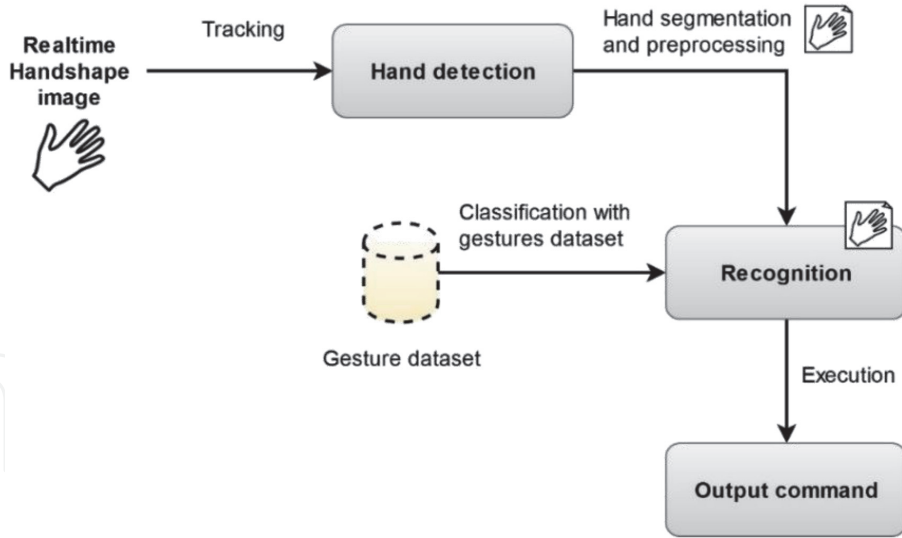 Realtime
Handshape
image
Tracking
Hand detection
Hand segmentation
and preprocessing
Classification with
gestures dataset
Gesture dataset
Recognition
Execution
Output command